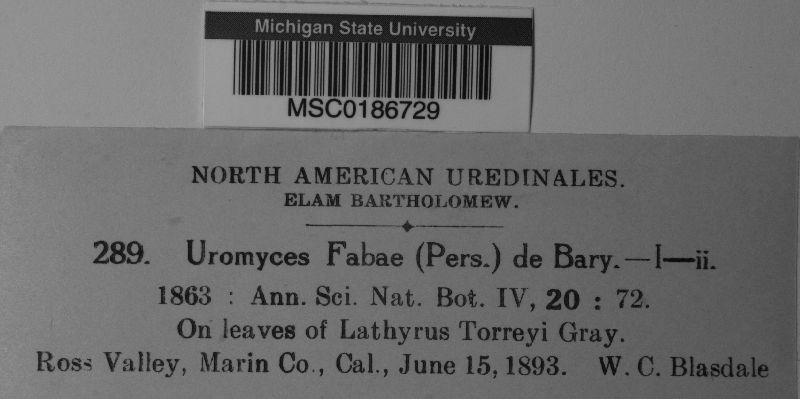 Michigan State University
MSC0186729
NORTH AMERICAN UREDINALES.
ELAM BARTHOLOMEW.
289. Uromyces Fabae (Pers.) de Bary.—I—ii.
1863 : Ann. Sci. Nat. Bot. IV, 20 : 72.
On leaves of Lathyrus Torreyi Gray.
Ross Valley, Marin Co., Cal., June 15, 1893. W. C. Blasdale